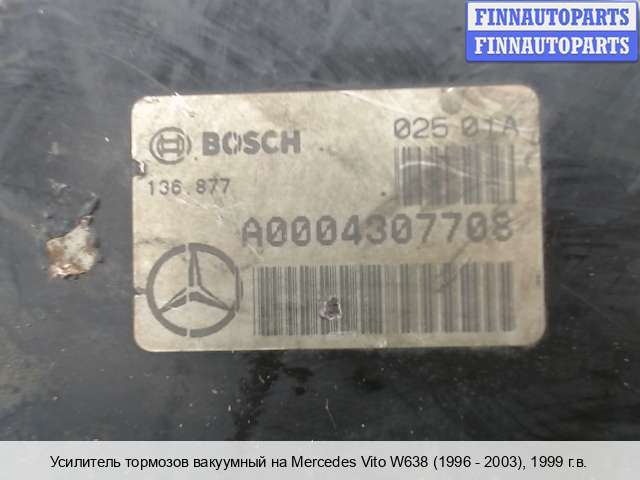 FINNAUTOPARTS
FINNAUTOPARTS
BOSCH
025 01A
136.877
A0004307708
Усилитель тормозов вакуумный на Mercedes Vito W638 (1996 - 2003), 1999 г.в.